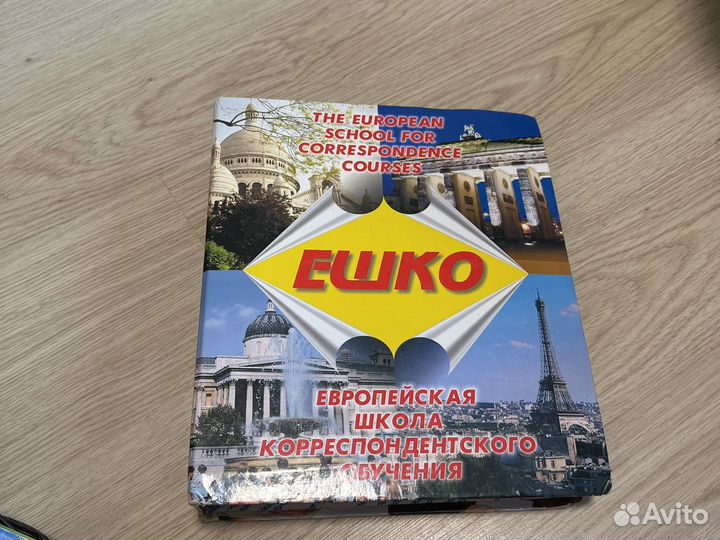 THE EUROPEAN
SCHOOL FOR
CORRESPONDENCE
COURSES
ЕШКО
ЕВРОПЕЙСКАЯ
ШКОЛА
КОРРЕСПОНДЕНТСКОГО
ОБУЧЕНИЯ
Avito